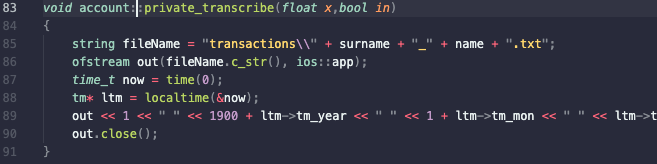 83 void account::private_transcribe(float x,bool in)
84 {
85 string fileName = "transactions\\" + surname + "_" + name + ".txt";
86 ofstream out(fileName.c_str(), ios::app);
87 time_t now = time(0);
88 tm* ltm = localtime(&now);
89 out << 1 << " " << 1900 + ltm->tm_year << " " << 1 + ltm->tm_mon << " " << ltm->t
90 out.close();
91 }